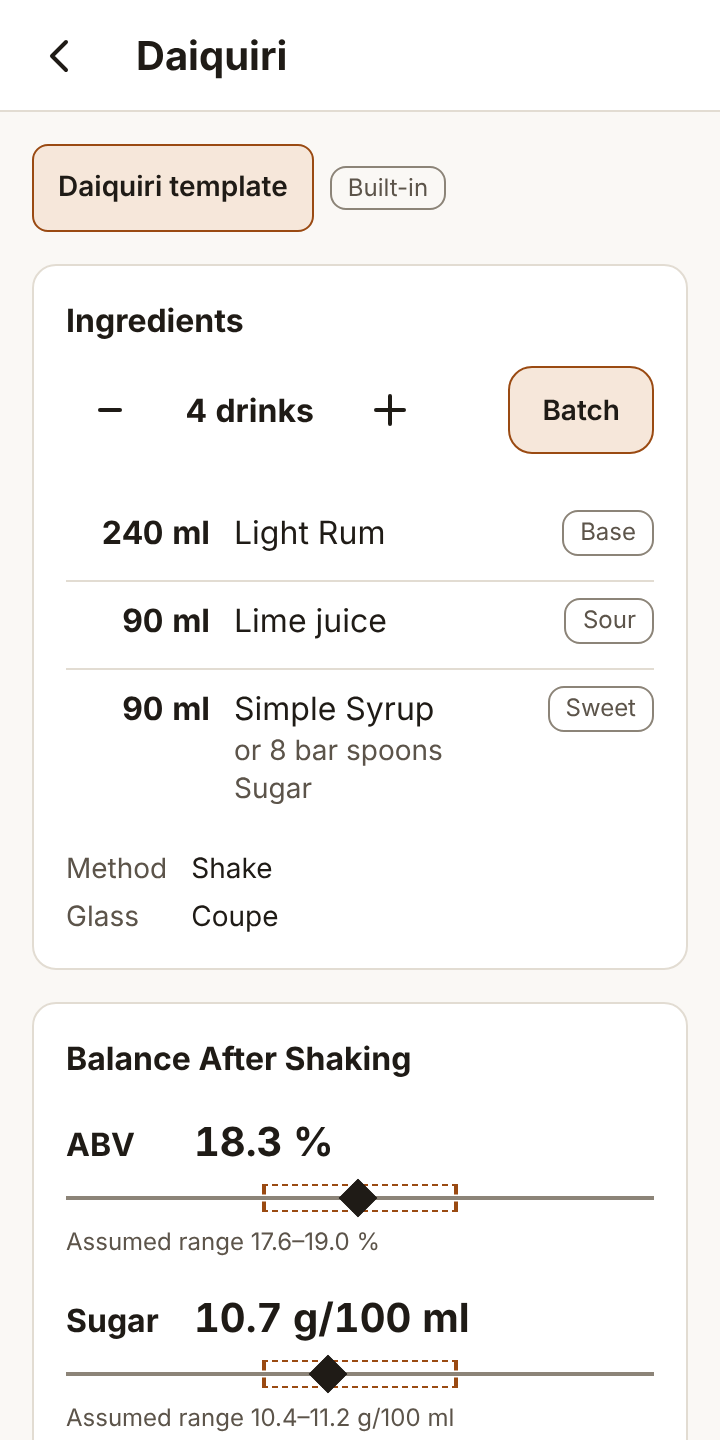 Daiquiri
Daiquiri template
Built-in
Ingredients
4 drinks
Batch
240 ml Light Rum Base
90 ml Lime juice Sour
90 ml Simple Syrup Sweet
or 8 bar spoons
Sugar
Method Shake
Glass Coupe
Balance After Shaking
ABV 18.3 %
Assumed range 17.6–19.0 %
Sugar 10.7 g/100 ml
Assumed range 10.4–11.2 g/100 ml